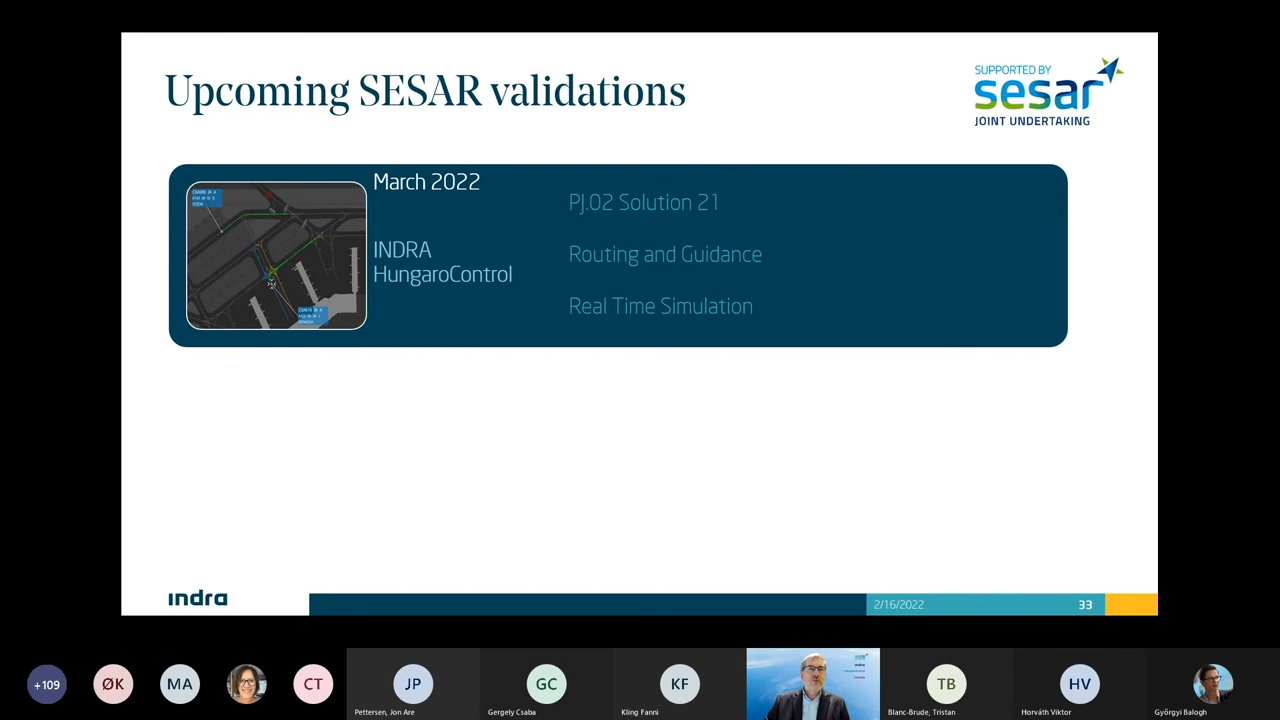 Upcoming SESAR validations
SUPPORTED BY
sesar
JOINT UNDERTAKING
March 2022
INDRA
HungaroControl
PJ.02 Solution 21
Routing and Guidance
Real Time Simulation
indra
2/16/2022
33
+109
ØK
MA
CT
JP
Pettersen, Jon Are
GC
Gergely Csaba
KF
Kling Fanni
TB
Blanc-Brude, Tristan
HV
Horváth Viktor
Györgyi Balogh